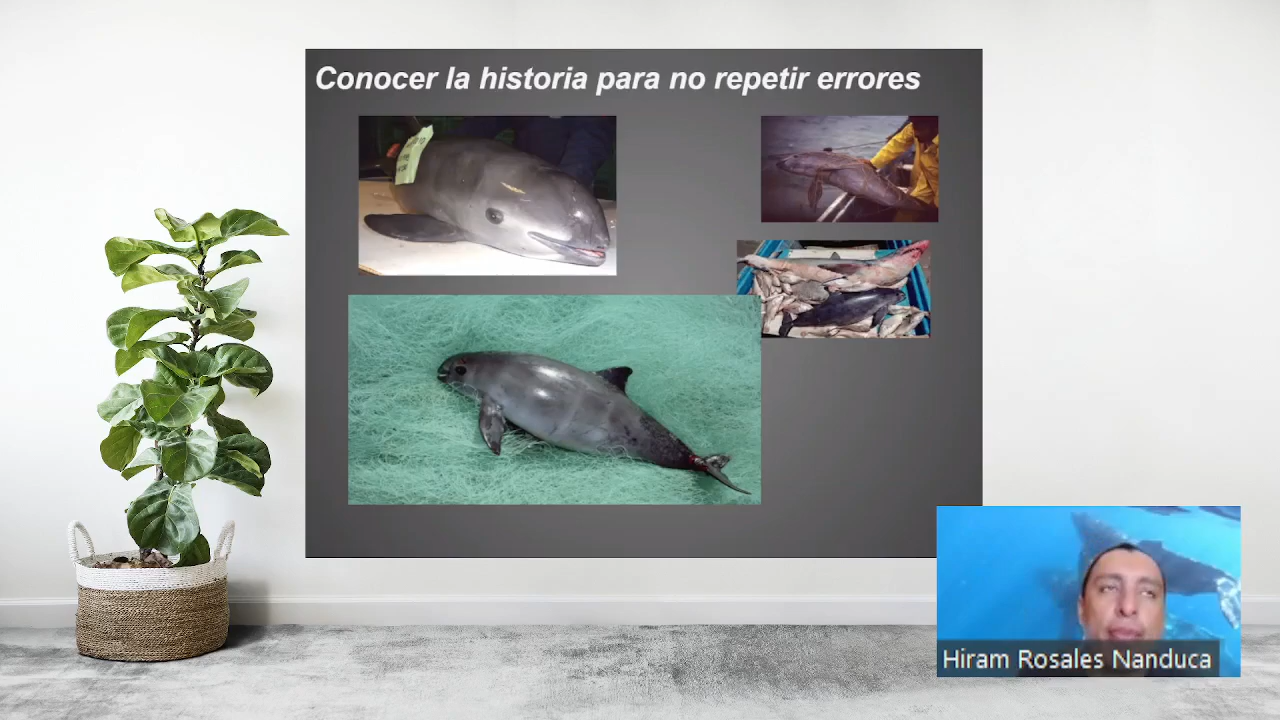 Conocer la historia para no repetir errores
Hiram Rosales Nanduca